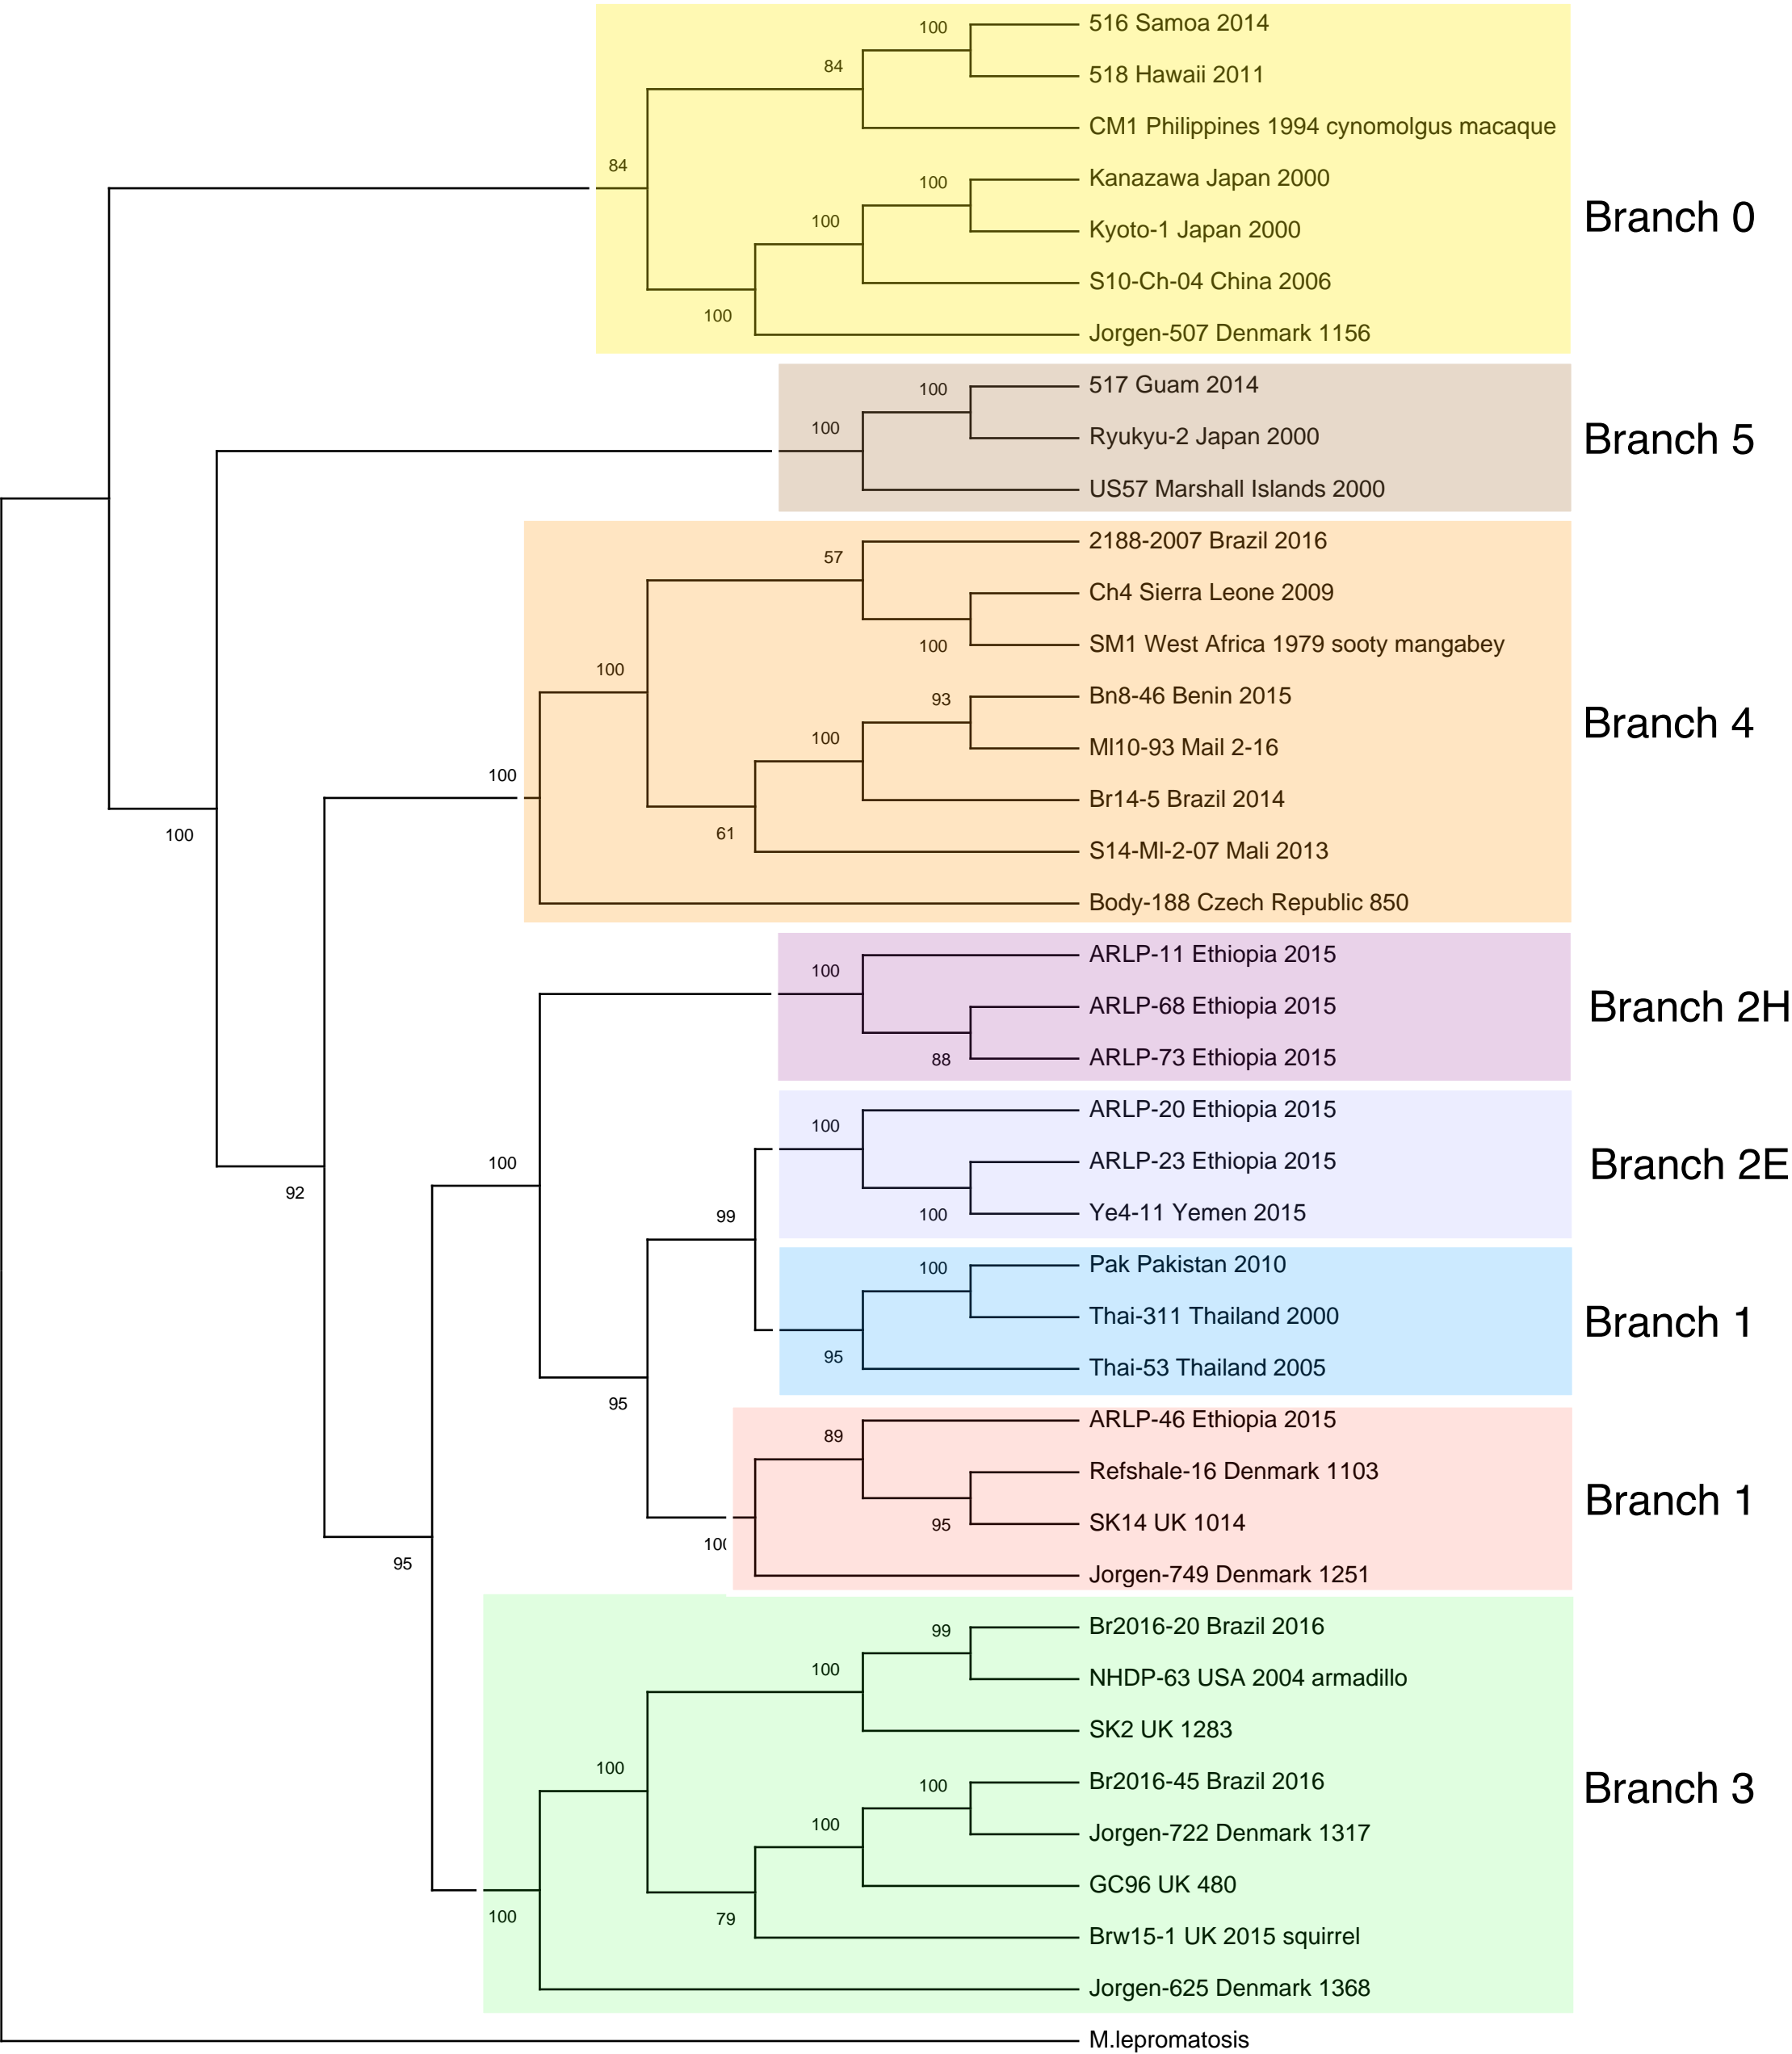 100
516 Samoa 2014
84
518 Hawaii 2011
CM1 Philippines 1994 cynomolgus macaque
84
100
Kanazawa Japan 2000
Branch 0
100
Kyoto-1 Japan 2000
S10-Ch-04 China 2006
100
Jorgen-507 Denmark 1156
100
517 Guam 2014
100
Ryukyu-2 Japan 2000
Branch 5
US57 Marshall Islands 2000
57
2188-2007 Brazil 2016
Ch4 Sierra Leone 2009
100
SM1 West Africa 1979 sooty mangabey
100
93
Bn8-46 Benin 2015
Branch 4
100
Ml10-93 Mail 2-16
100
Br14-5 Brazil 2014
61
100
S14-Ml-2-07 Mali 2013
Body-188 Czech Republic 850
100
ARLP-11 Ethiopia 2015
ARLP-68 Ethiopia 2015
Branch 2H
88
ARLP-73 Ethiopia 2015
100
ARLP-20 Ethiopia 2015
100
ARLP-23 Ethiopia 2015
Branch 2E
92
99
100
Ye4-11 Yemen 2015
100
Pak Pakistan 2010
Thai-311 Thailand 2000
Branch 1
95
Thai-53 Thailand 2005
95
89
ARLP-46 Ethiopia 2015
Refshale-16 Denmark 1103
Branch 1
95
SK14 UK 1014
100
95
Jorgen-749 Denmark 1251
99
Br2016-20 Brazil 2016
100
NHDP-63 USA 2004 armadillo
SK2 UK 1283
100
100
Br2016-45 Brazil 2016
Branch 3
100
Jorgen-722 Denmark 1317
GC96 UK 480
100
79
Brw15-1 UK 2015 squirrel
Jorgen-625 Denmark 1368
M.lepromatosis